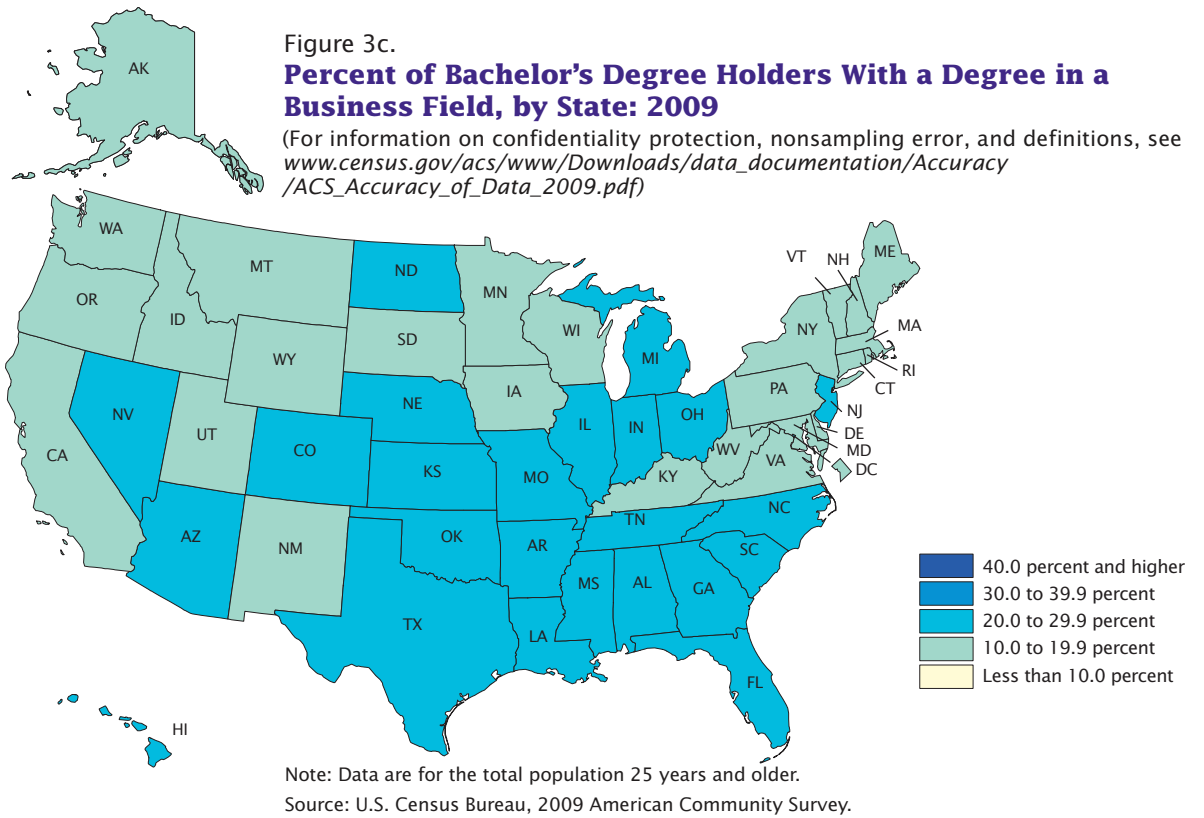 Figure 3c.
Percent of Bachelor's Degree Holders With a Degree in a
Business Field, by State: 2009
(For information on confidentiality protection, nonsampling error, and definitions, see
www.census.gov/acs/www/Downloads/data_documentation/Accuracy
/ACS_Accuracy_of_Data_2009.pdf)
AK
WA
MT
ND
MN
VT
NH
ME
OR
ID
WY
SD
WI
MI
NY
MA
RI
CT
NV
UT
CO
NE
IA
IL
IN
OH
PA
NJ
DE
MD
DC
CA
KS
MO
KY
WV
VA
AZ
NM
OK
AR
TN
NC
SC
TX
LA
MS
AL
GA
FL
HI
40.0 percent and higher
30.0 to 39.9 percent
20.0 to 29.9 percent
10.0 to 19.9 percent
Less than 10.0 percent
Note: Data are for the total population 25 years and older.
Source: U.S. Census Bureau, 2009 American Community Survey.